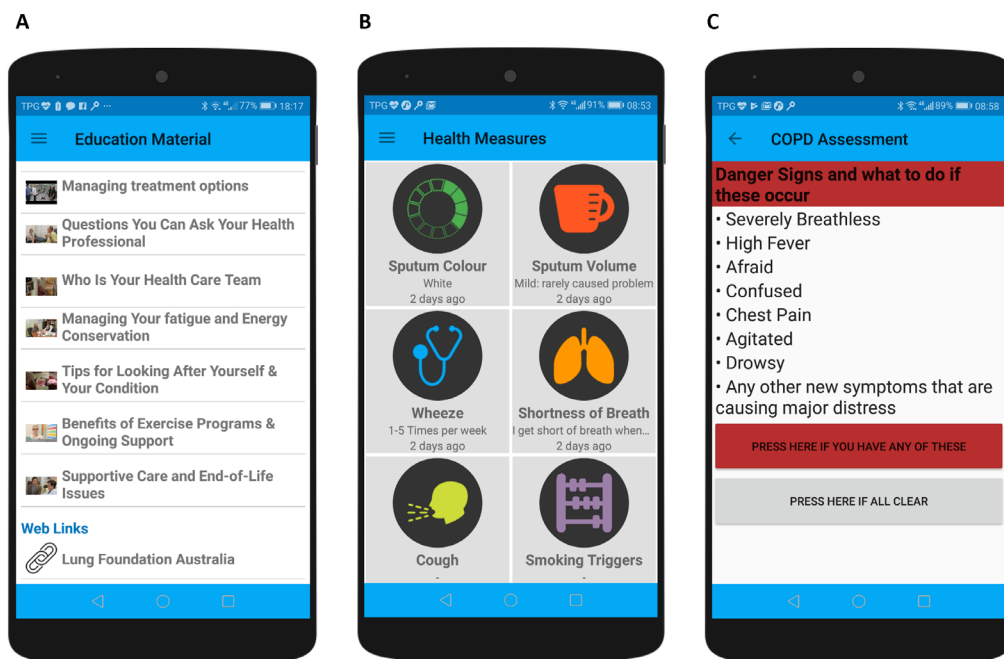 A
B
C
TPG 4G 77% 18:17
Education Material
Managing treatment options
Questions You Can Ask Your Health
Professional
Who Is Your Health Care Team
Managing Your fatigue and Energy
Conservation
Tips for Looking After Yourself &
Your Condition
Benefits of Exercise Programs &
Ongoing Support
Supportive Care and End-of-Life
Issues
Web Links
Lung Foundation Australia
TPG 4G 91% 08:53
Health Measures
Sputum Colour
White
2 days ago
Sputum Volume
Mild: rarely caused problem
2 days ago
Wheeze
1-5 Times per week
2 days ago
Shortness of Breath
I get short of breath when...
2 days ago
Cough
-
Smoking Triggers
-
TPG 4G 89% 08:58
COPD Assessment
Danger Signs and what to do if
these occur
• Severely Breathless
• High Fever
• Afraid
• Confused
• Chest Pain
• Agitated
• Drowsy
• Any other new symptoms that are
causing major distress
PRESS HERE IF YOU HAVE ANY OF THESE
PRESS HERE IF ALL CLEAR